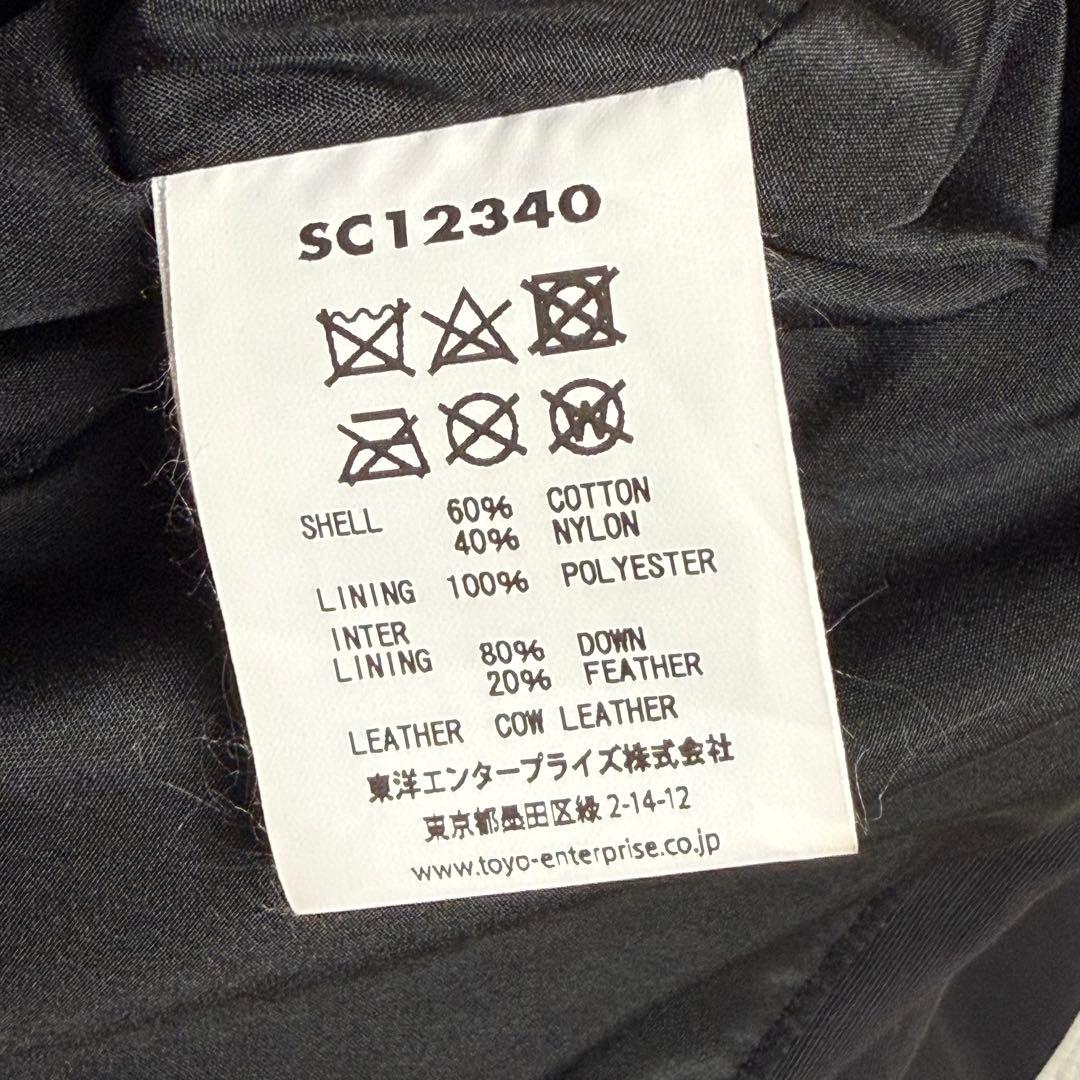 SC12340
W
SHELL 60% COTTON
40% NYLON
LINING 100% POLYESTER
INTER
LINING 80% DOWN
20% FEATHER
LEATHER COW LEATHER
東洋エンタープライズ株式会社
東京都墨田区緑 2-14-12
www.toyo-enterprise.co.jp